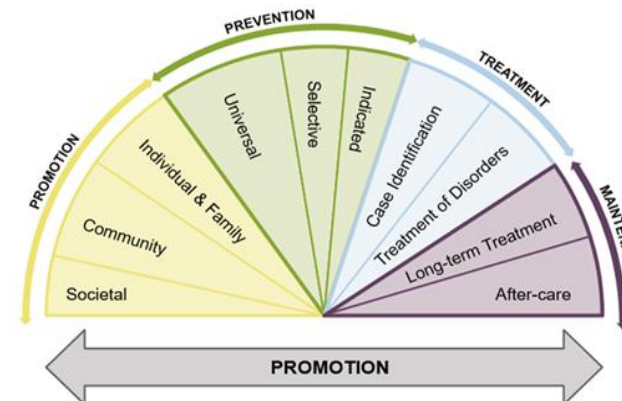 PREVENTION
TREATMENT
PROMOTION
MAINTE
Societal
Community
Individual & Family
Universal
Selective
Indicated
Case Identification
Treatment of Disorders
Long-term Treatment
After-care
PROMOTION